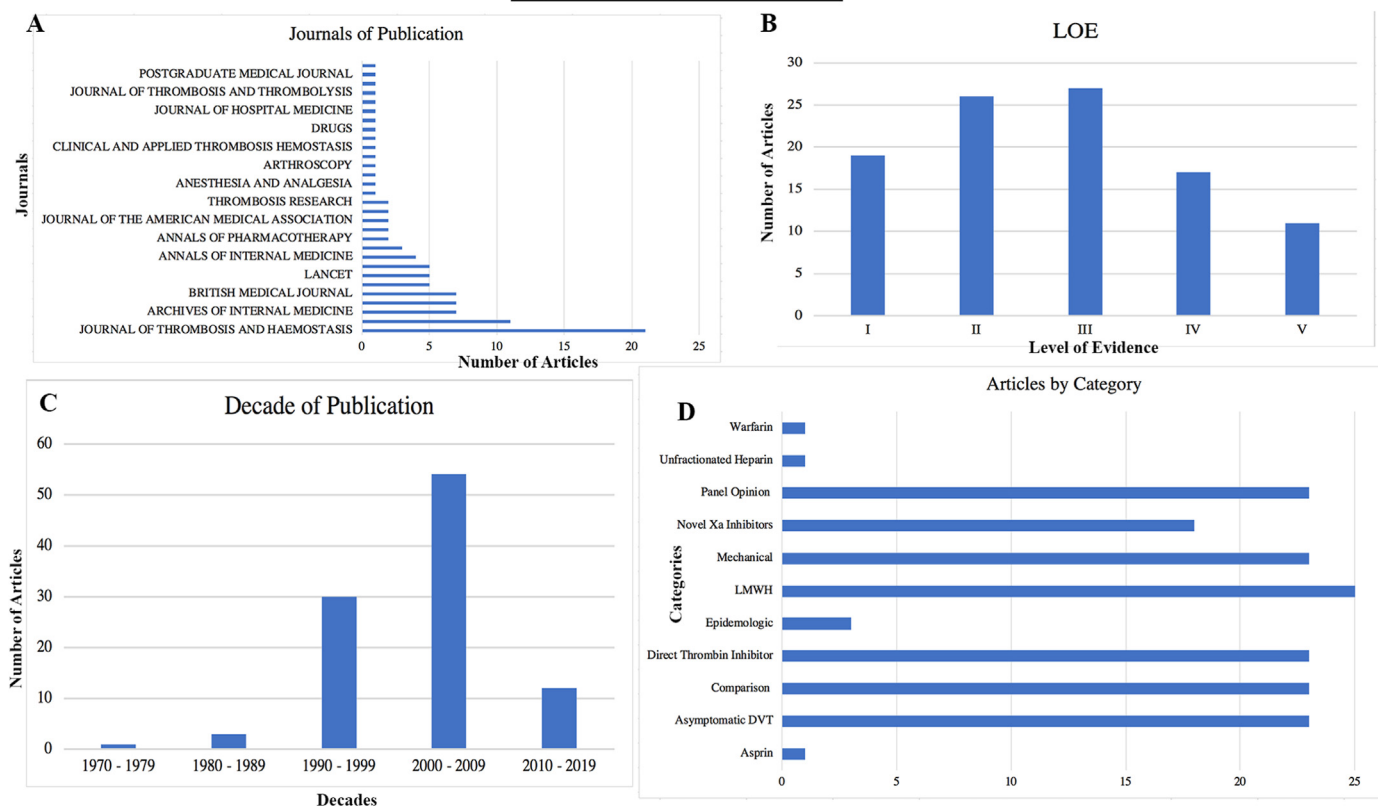 A
Journals of Publication
Journals
POSTGRADUATE MEDICAL JOURNAL
JOURNAL OF THROMBOSIS AND THROMBOLYSIS
JOURNAL OF HOSPITAL MEDICINE
DRUGS
CLINICAL AND APPLIED THROMBOSIS HEMOSTASIS
ARTHROSCOPY
ANESTHESIA AND ANALGESIA
THROMBOSIS RESEARCH
JOURNAL OF THE AMERICAN MEDICAL ASSOCIATION
ANNALS OF PHARMACOTHERAPY
ANNALS OF INTERNAL MEDICINE
LANCET
BRITISH MEDICAL JOURNAL
ARCHIVES OF INTERNAL MEDICINE
JOURNAL OF THROMBOSIS AND HAEMOSTASIS
0 5 10 15 20 25
Number of Articles
B
LOE
Number of Articles
30
25
20
15
10
5
0
I II III IV V
Level of Evidence
C
Decade of Publication
Number of Articles
60
50
40
30
20
10
0
1970 - 1979 1980 - 1989 1990 - 1999 2000 - 2009 2010 - 2019
Decades
D
Articles by Category
Categories
Warfarin
Unfractionated Heparin
Panel Opinion
Novel Xa Inhibitors
Mechanical
LMWH
Epidemologic
Direct Thrombin Inhibitor
Comparison
Asymptomatic DVT
Asprin
0 5 10 15 20 25